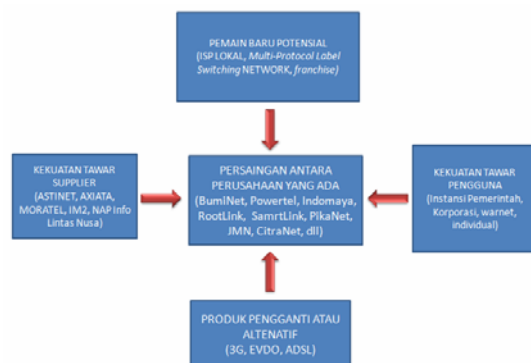 PEMAIN BARU POTENSIAL
(ISP LOKAL, Multi-Protocol Label
Switching NETWORK, franchise)
KEKUATAN TAWAR
SUPPLIER
(ASTINET, AXIATA,
MORATEL, IM2, NAP Info
Lintas Nusa)
PERSAINGAN ANTARA
PERUSAHAAN YANG ADA
(BumiNet, Powertel, Indomaya,
RootLink, SamrtLink, PikaNet,
JMN, CitraNet, dll)
KEKUATAN TAWAR
PENGGUNA
(Instansi Pemerintah,
Korporasi, warnet,
individual)
PRODUK PENGGANTI ATAU
ALTENATIF
(3G, EVDO, ADSL)